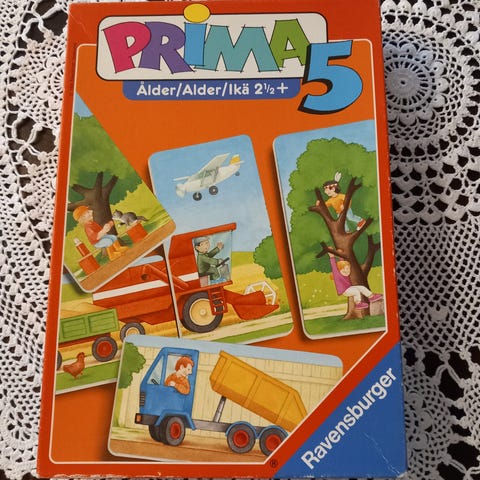 PRIMA 5
Ålder/Alder/Ikä 2½+
Ravensburger
®